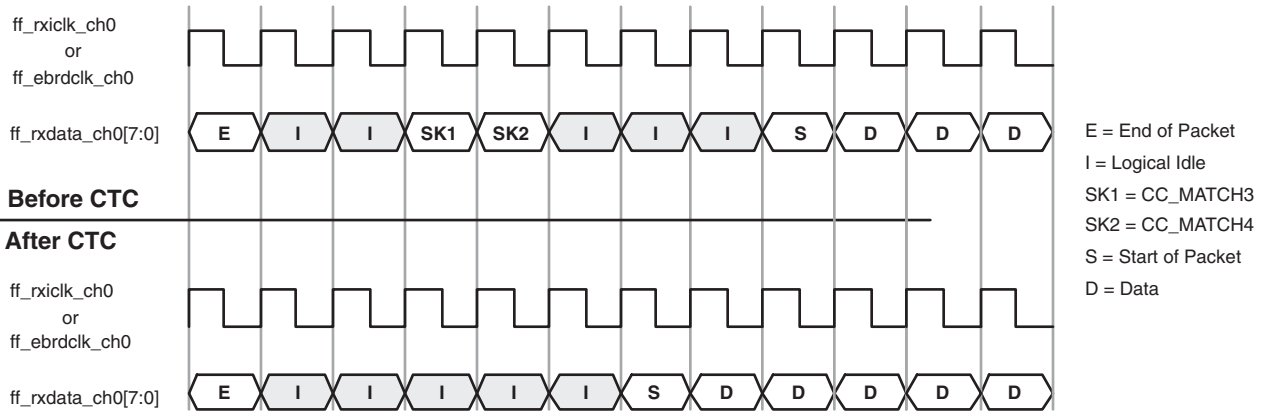 ff_rxiclk_ch0
or
ff_ebrdclk_ch0
ff_rxdata_ch0[7:0]
E I I SK1 SK2 I I I S D D D
E = End of Packet
I = Logical Idle
SK1 = CC_MATCH3
SK2 = CC_MATCH4
S = Start of Packet
D = Data
Before CTC
After CTC
ff_rxiclk_ch0
or
ff_ebrdclk_ch0
ff_rxdata_ch0[7:0]
E I I I I I S D D D D D